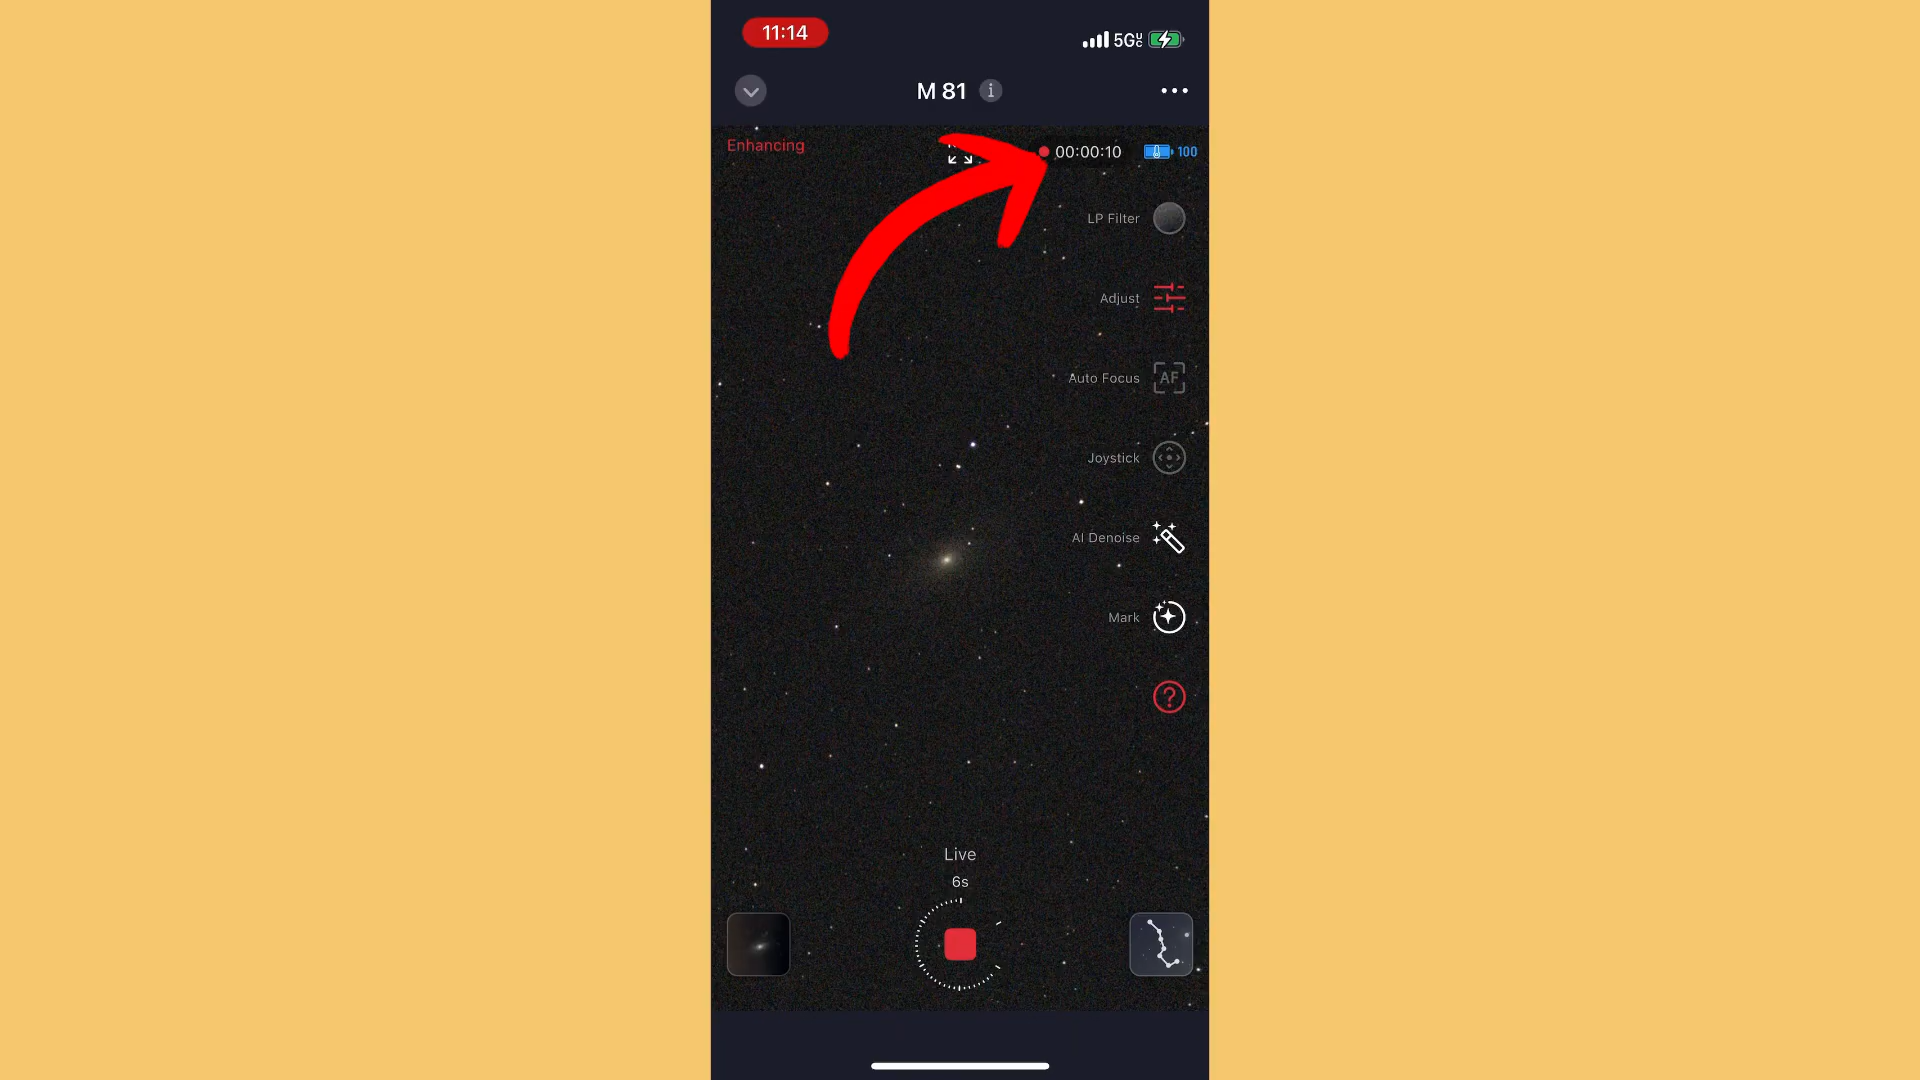 11:14
5GUC
M 81
Enhancing
00:00:10
100
LP Filter
Adjust
Auto Focus
AF
Joystick
AI Denoise
Mark
?
Live
6s